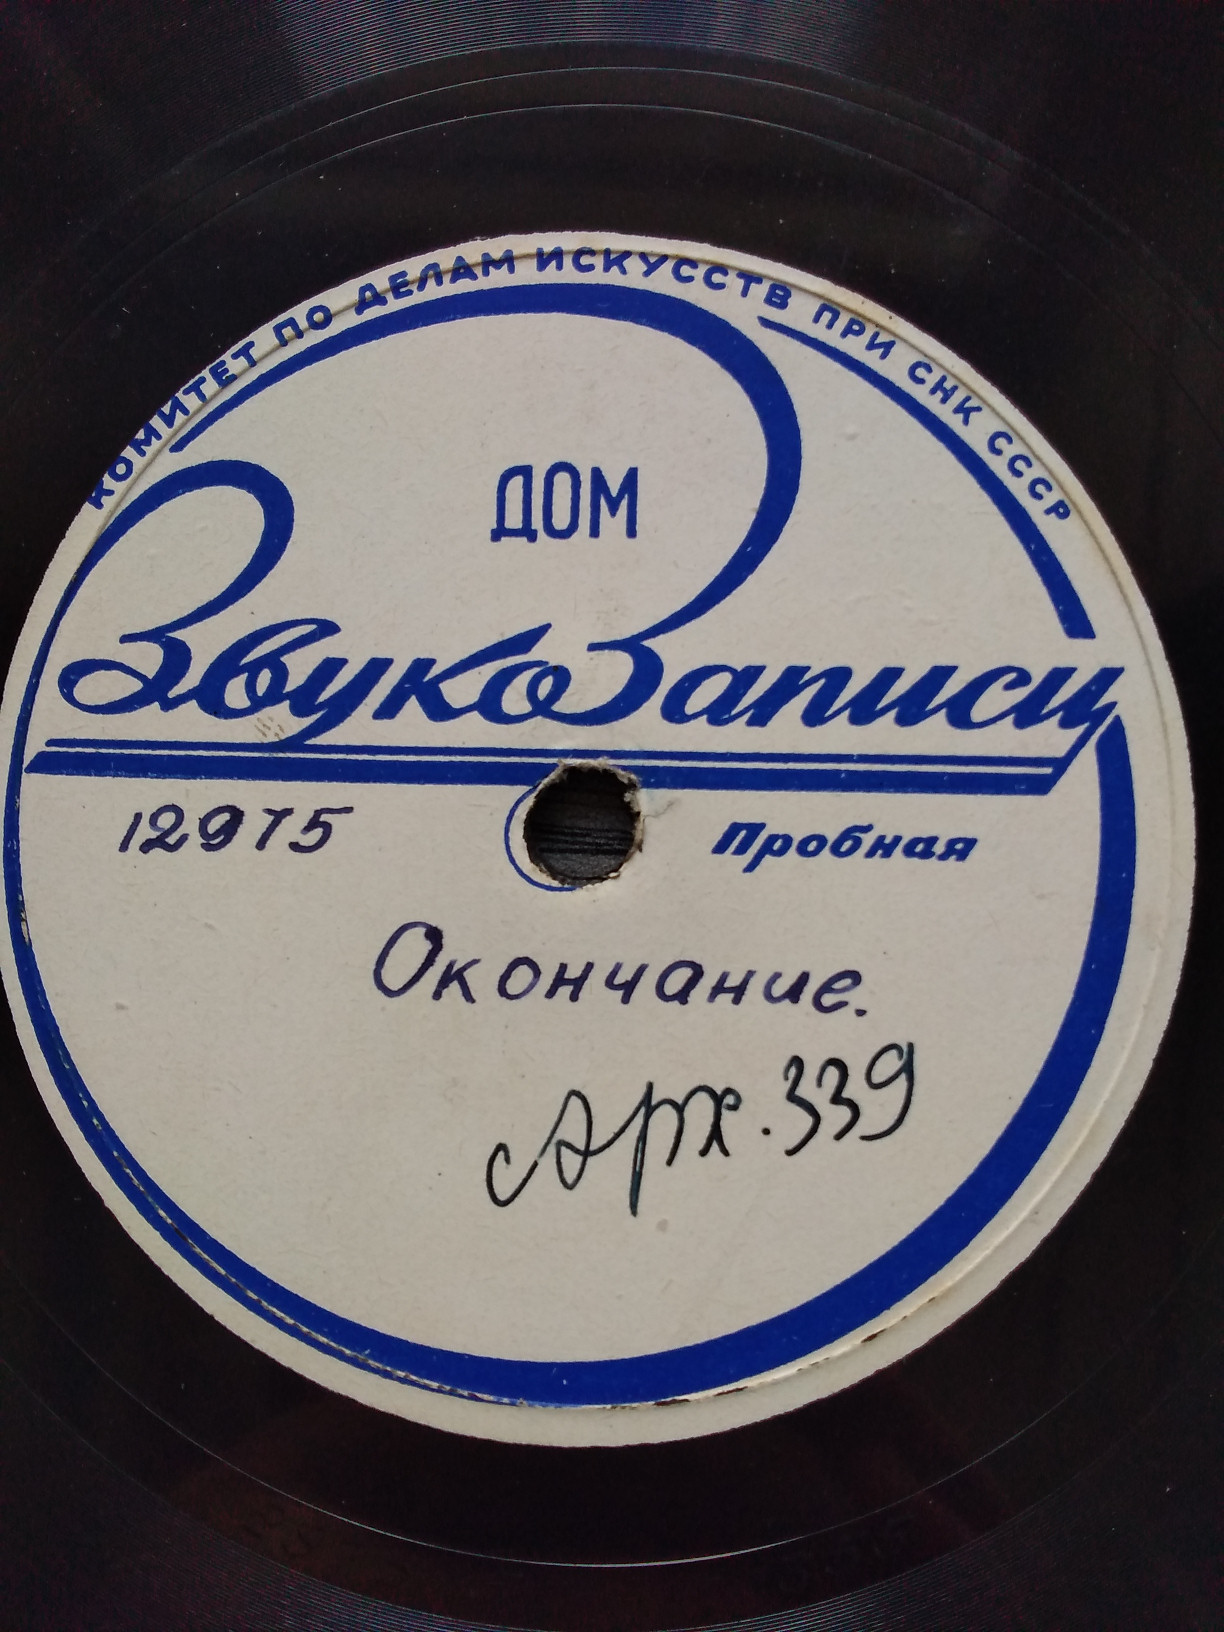 КОМИТЕТ ПО ДЕЛАМ ИСКУССТВ ПРИ СНК СССР
ДОМ
ЗвукоЗаписи
12975
Пробная
Окончание.
Арх. 339